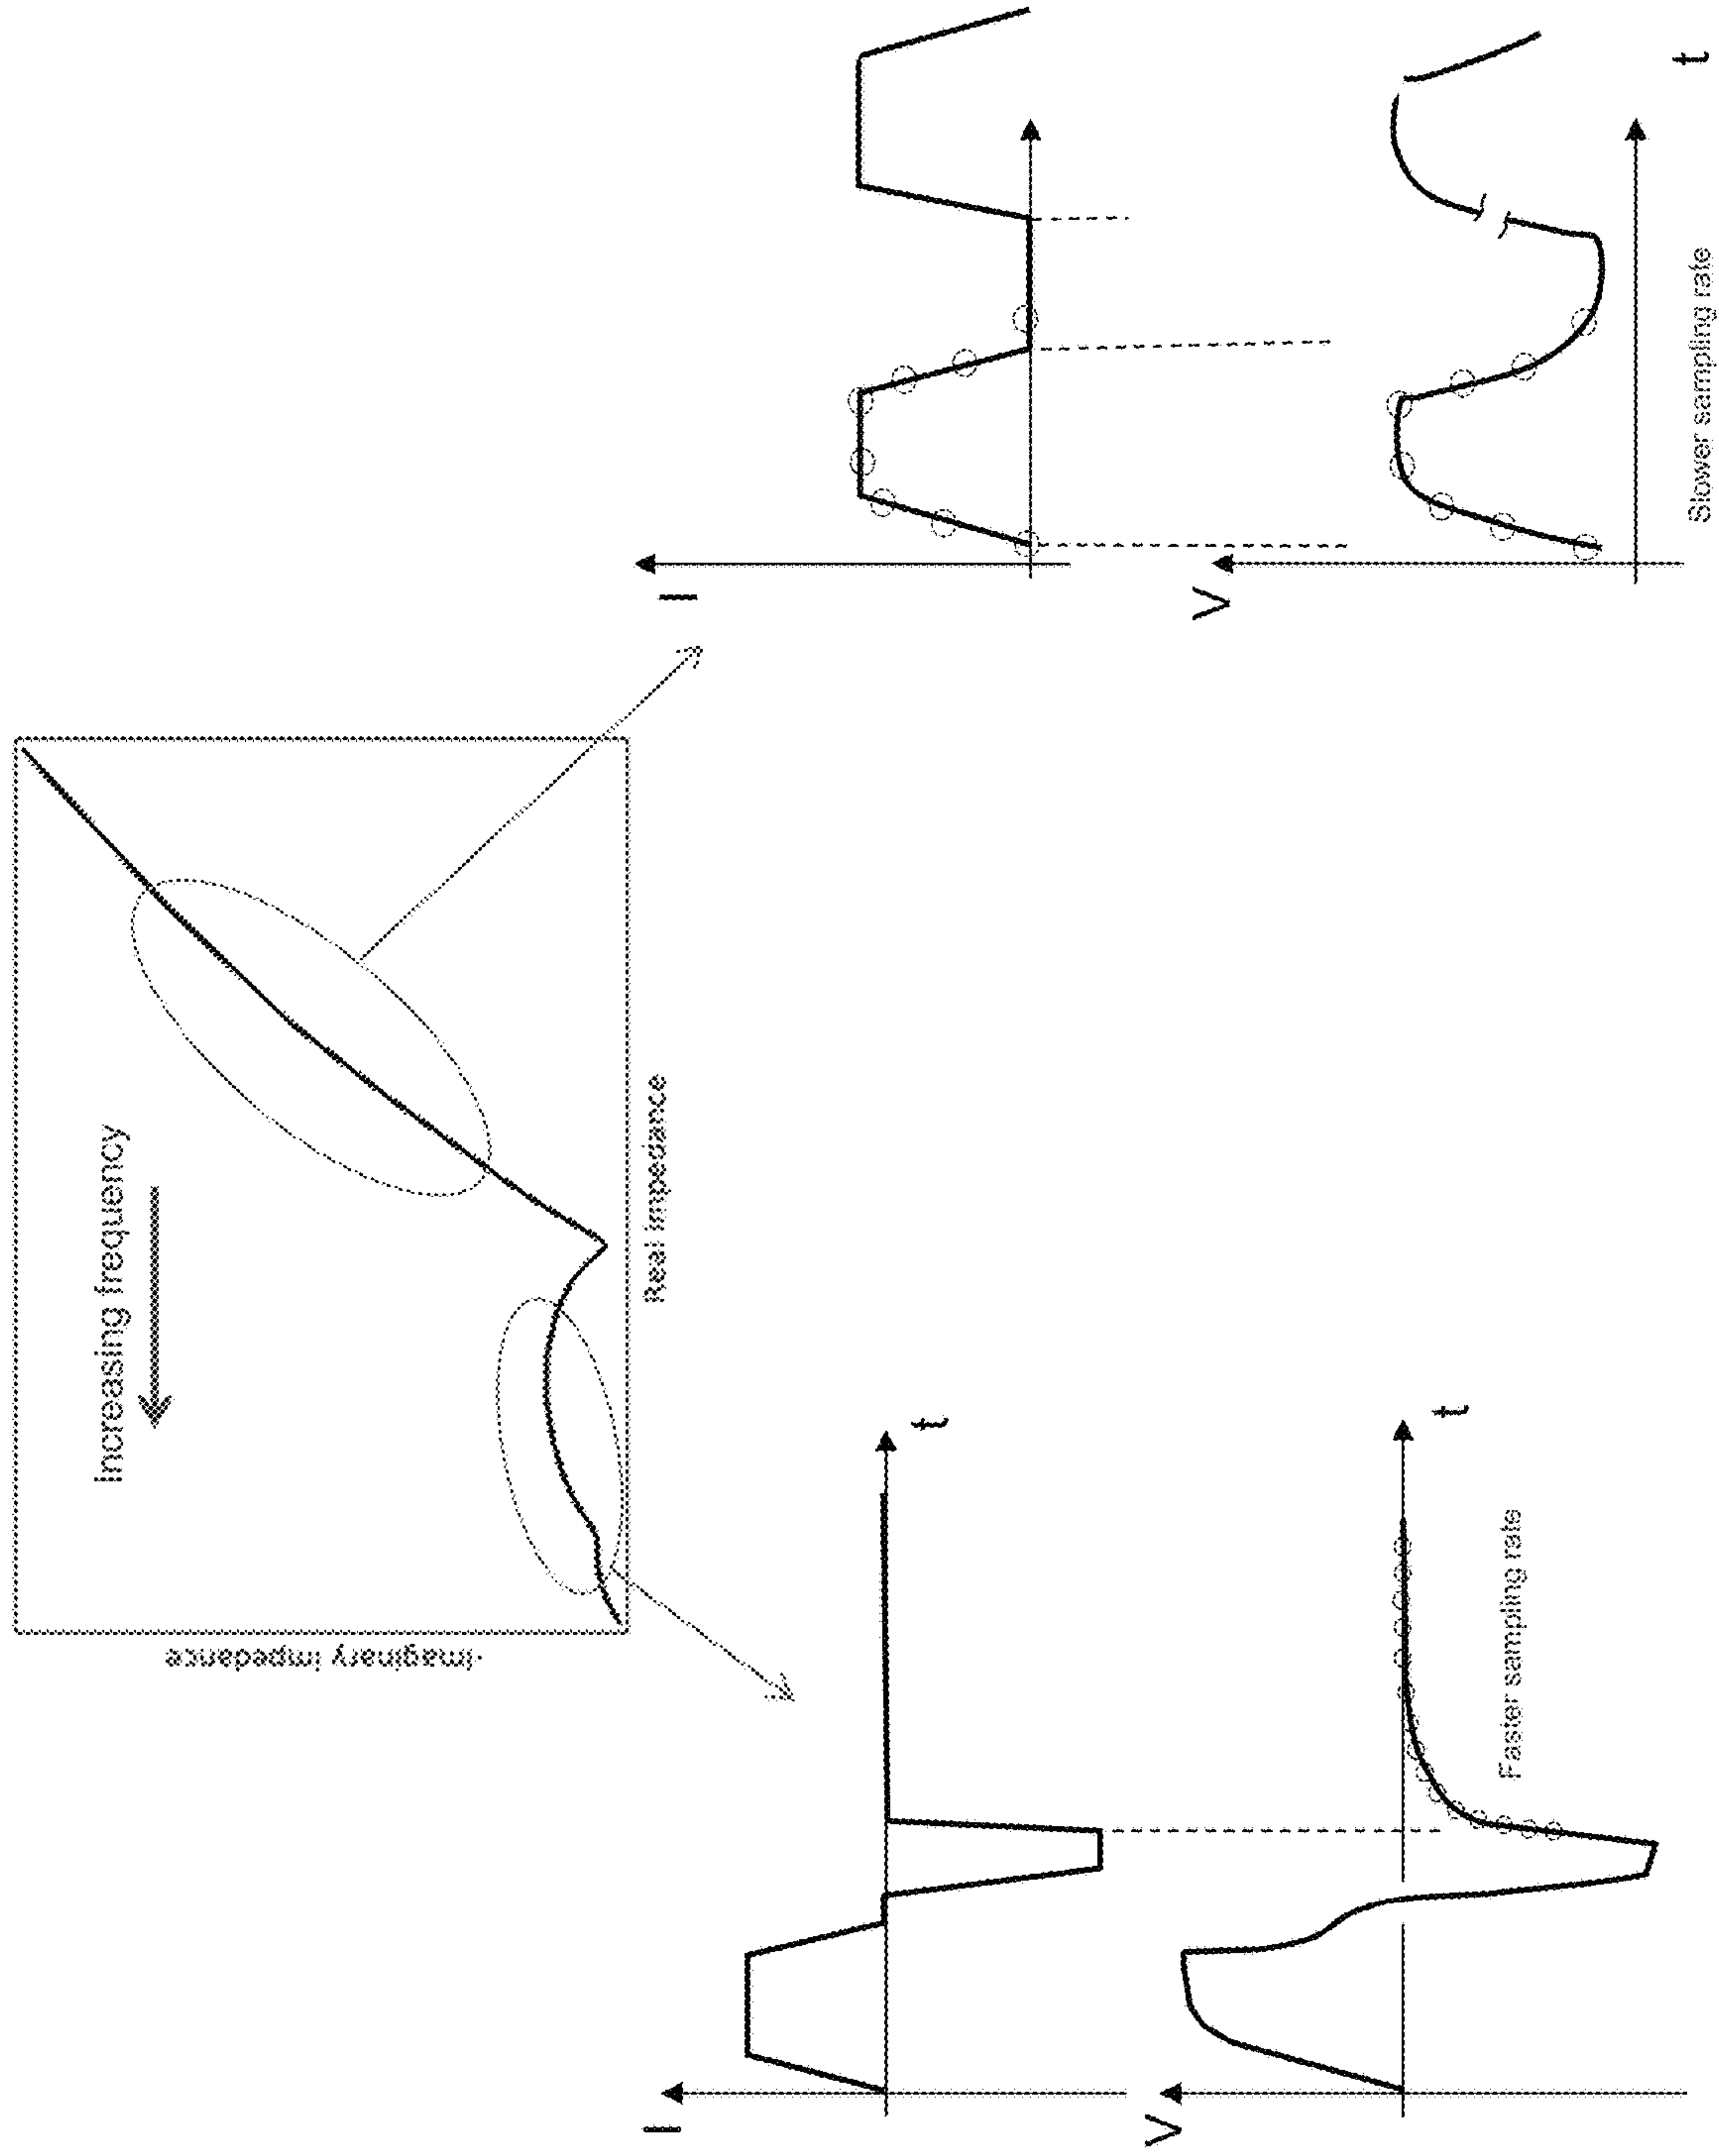 Increasing frequency
-Imaginary impedance
Real impedance
I
t
V
t
Faster sampling rate
I
V
t
Slower sampling rate